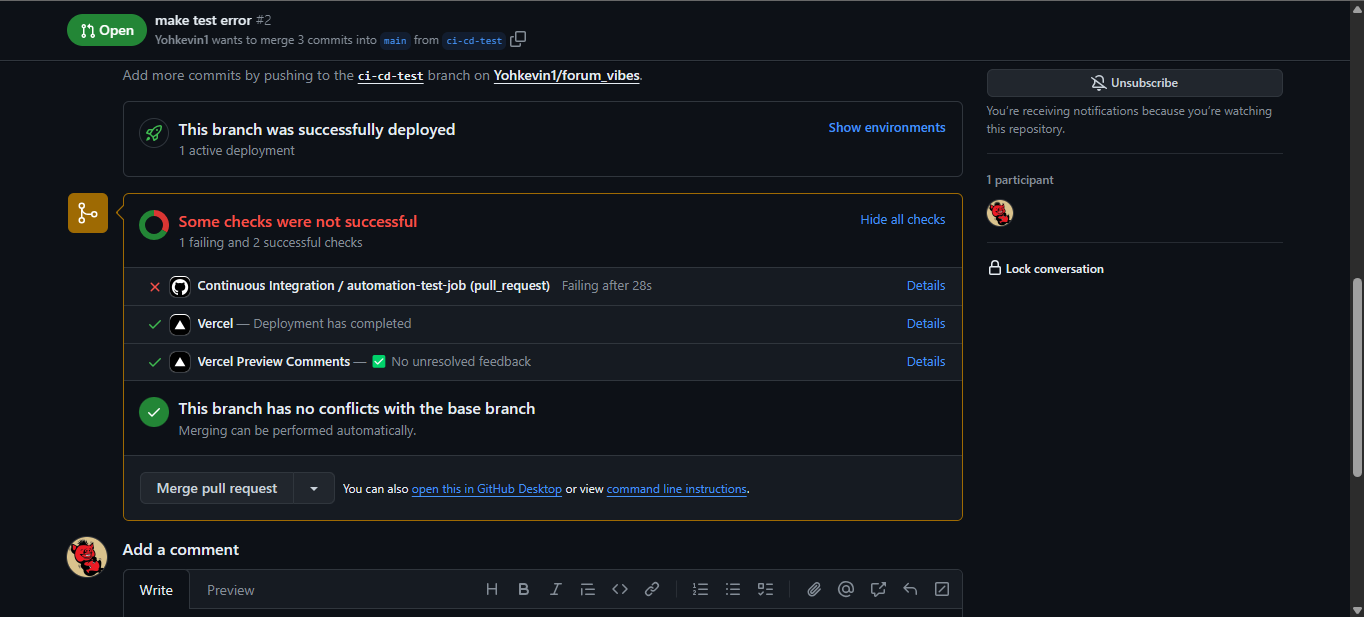 Open
make test error #2
Yohkevin1 wants to merge 3 commits into main from ci-cd-test
Add more commits by pushing to the ci-cd-test branch on Yohkevin1/forum_vibes.
This branch was successfully deployed
1 active deployment
Show environments
Some checks were not successful
1 failing and 2 successful checks
Hide all checks
Continuous Integration / automation-test-job (pull_request) Failing after 28s
Details
Vercel — Deployment has completed
Details
Vercel Preview Comments — ✅ No unresolved feedback
Details
This branch has no conflicts with the base branch
Merging can be performed automatically.
Merge pull request
You can also open this in GitHub Desktop or view command line instructions.
Add a comment
Write
Preview
Unsubscribe
You're receiving notifications because you're watching
this repository.
1 participant
Lock conversation